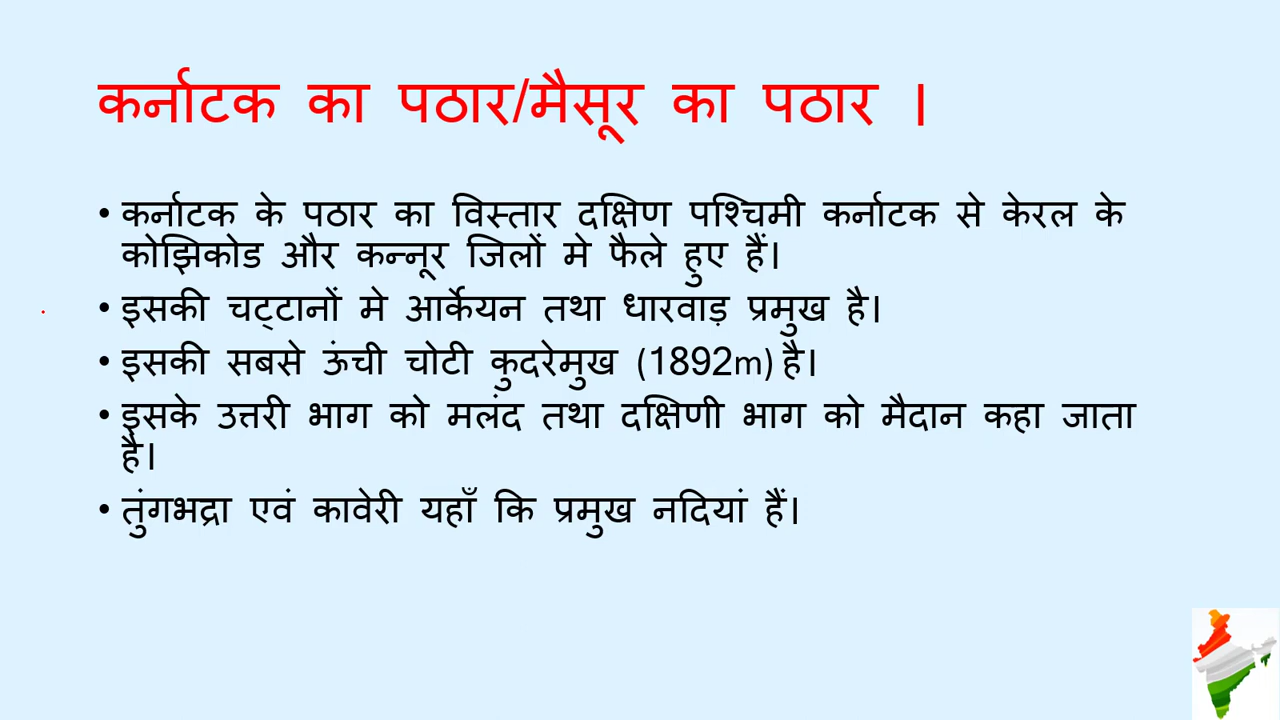 कर्नाटक का पठार/मैसूर का पठार ।
• कर्नाटक के पठार का विस्तार दक्षिण पश्चिमी कर्नाटक से केरल के
कोझिकोड और कन्नूर जिलों मे फैले हुए हैं।
• इसकी चट्टानों मे आर्केयन तथा धारवाड़ प्रमुख है।
• इसकी सबसे ऊंची चोटी कुदरेमुख (1892m) है।
• इसके उत्तरी भाग को मलंद तथा दक्षिणी भाग को मैदान कहा जाता
है।
• तुंगभद्रा एवं कावेरी यहाँ कि प्रमुख नदियां हैं।